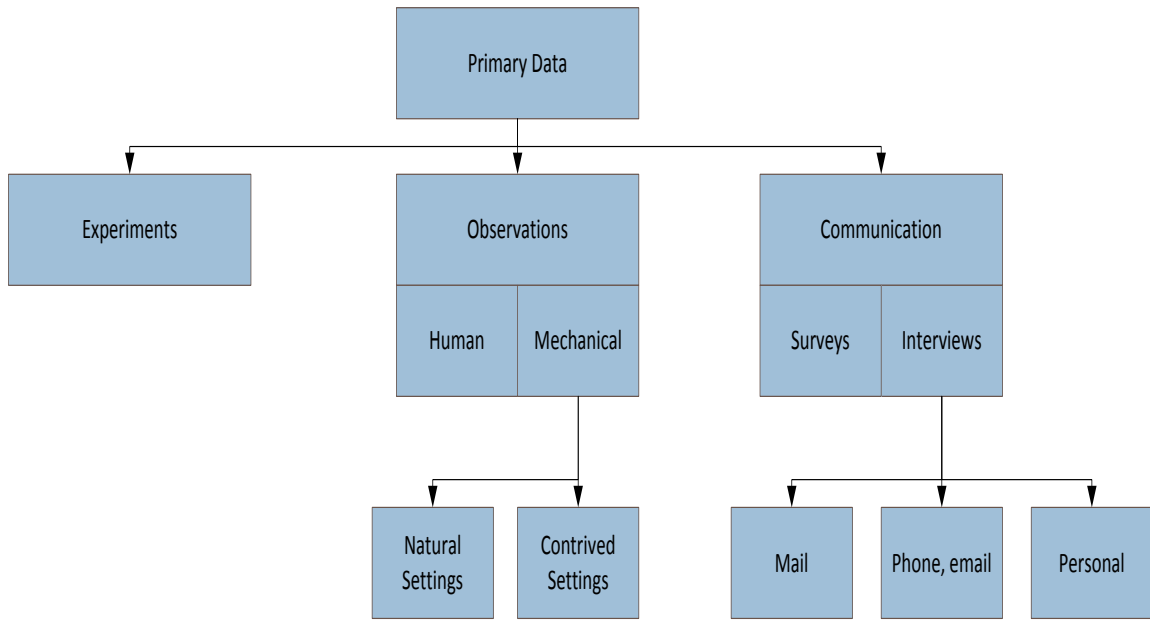 Primary Data
Experiments
Observations
Communication
Human
Mechanical
Surveys
Interviews
Natural
Settings
Contrived
Settings
Mail
Phone, email
Personal